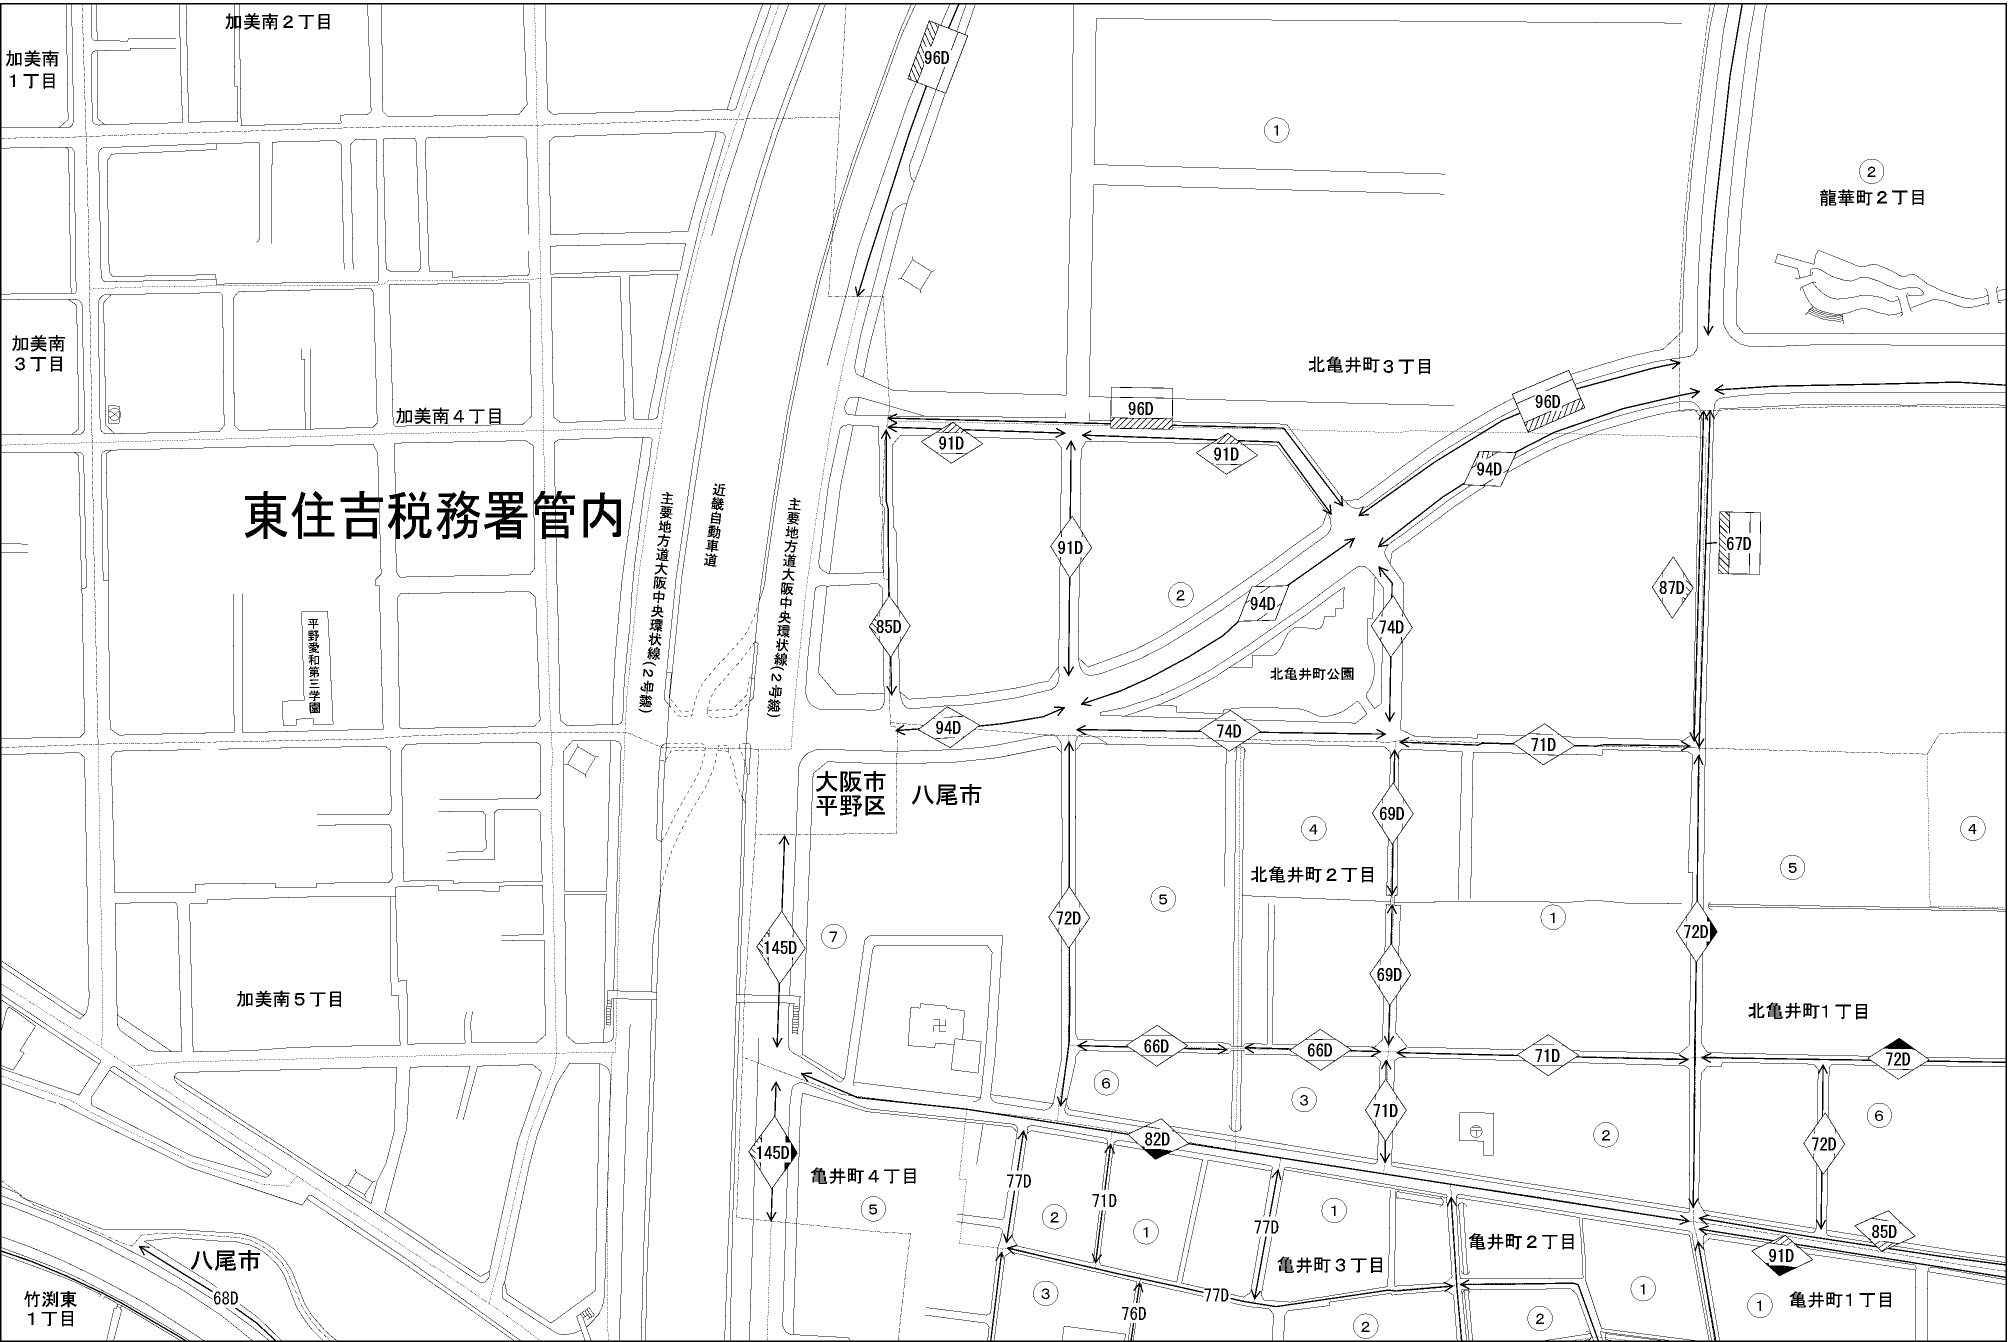 加美南２丁目
加美南
１丁目
96D
①
②
龍華町２丁目
加美南
３丁目
北亀井町３丁目
加美南４丁目
96D
96D
91D
91D
94D
東住吉税務署管内
主要地方道大阪中央環状線(２号線)
近畿自動車道
主要地方道大阪中央環状線(２号線)
91D
67D
87D
②
94D
平野愛和第三学園
85D
74D
北亀井町公園
94D
74D
71D
大阪市
平野区
八尾市
69D
④
④
⑤
北亀井町２丁目
⑤
72D
①
72D
⑦
145D
69D
加美南５丁目
北亀井町１丁目
66D
66D
71D
72D
⑥
③
71D
⑥
②
82D
72D
145D
亀井町４丁目
77D
71D
⑤
②
①
77D
①
85D
亀井町２丁目
91D
八尾市
亀井町３丁目
68D
竹渕東
１丁目
③
77D
76D
①
①
亀井町１丁目
②
②